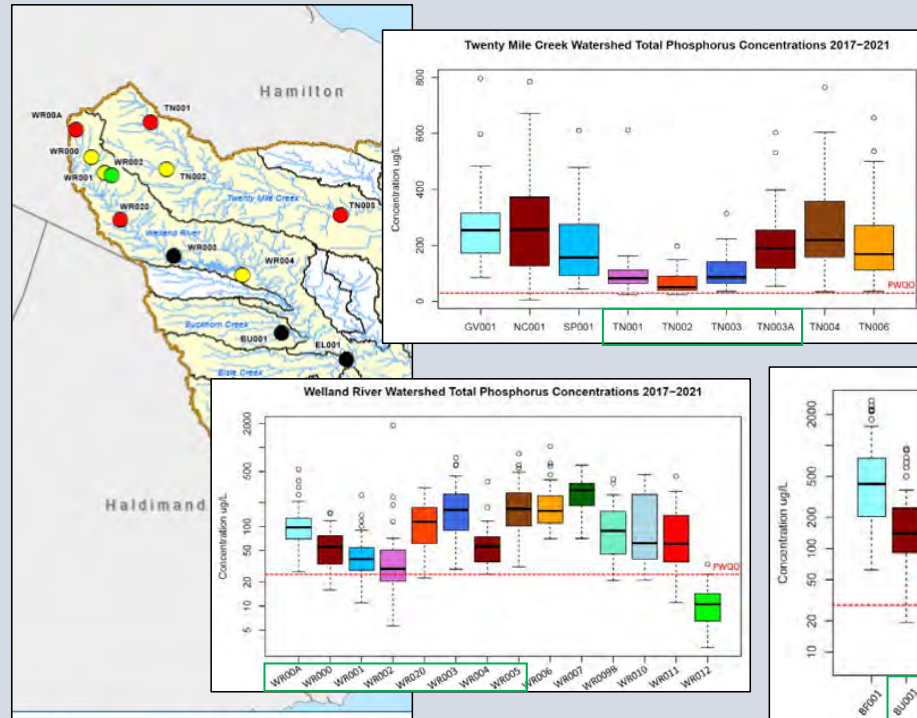 Hamilton
TN001
WR00A
WR000
WR002
WR001
TN002
Twenty Mile Creek
TN005
WR020
Welland River
WR003
WR004
Buckhorn Creek
BU001
EL001
Elsie Creek
Haldimand
Twenty Mile Creek Watershed Total Phosphorus Concentrations 2017-2021
Concentration ug/L
800
600
400
200
0
PWQO
GV001 NC001 SP001 TN001 TN002 TN003 TN003A TN004 TN006
Welland River Watershed Total Phosphorus Concentrations 2017-2021
Concentration ug/L
2000
500
100
50
20
10
5
PWQO
WR00A WR000 WR001 WR002 WR020 WR003 WR004 WR005 WR006 WR007 WR009B WR010 WR011 WR012
Concentration ug/L
2000
500
100
50
20
10
BF001 BU001